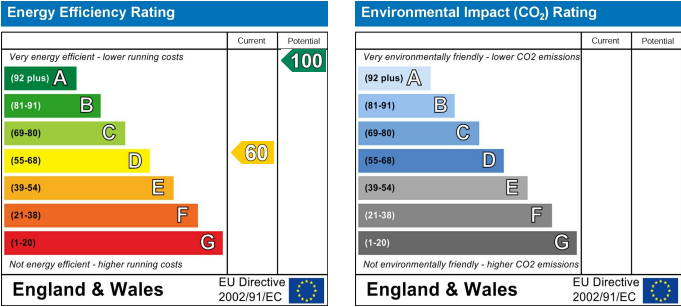 Energy Efficiency Rating
Current Potential
Very energy efficient - lower running costs
100
(92 plus) A
(81-91) B
(69-80) C
(55-68) D
60
(39-54) E
(21-38) F
(1-20) G
Not energy efficient - higher running costs
England & Wales
EU Directive
2002/91/EC
Environmental Impact (CO₂) Rating
Current Potential
Very environmentally friendly - lower CO2 emissions
(92 plus) A
(81-91) B
(69-80) C
(55-68) D
(39-54) E
(21-38) F
(1-20) G
Not environmentally friendly - higher CO2 emissions
England & Wales
EU Directive
2002/91/EC